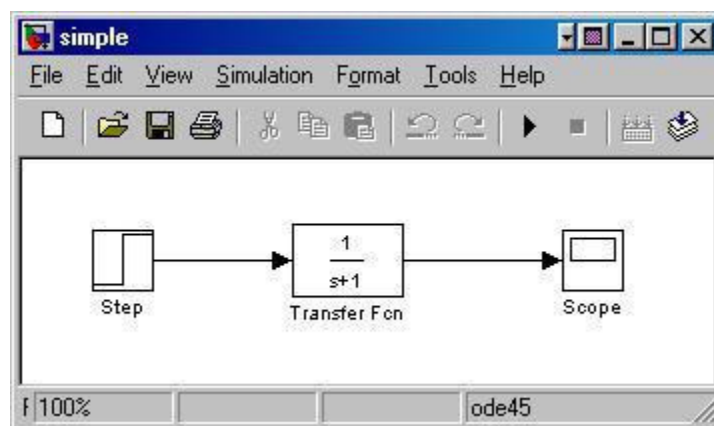 simple
File Edit View Simulation Format Tools Help
1
s+1
Step
Transfer Fcn
Scope
100%
ode45